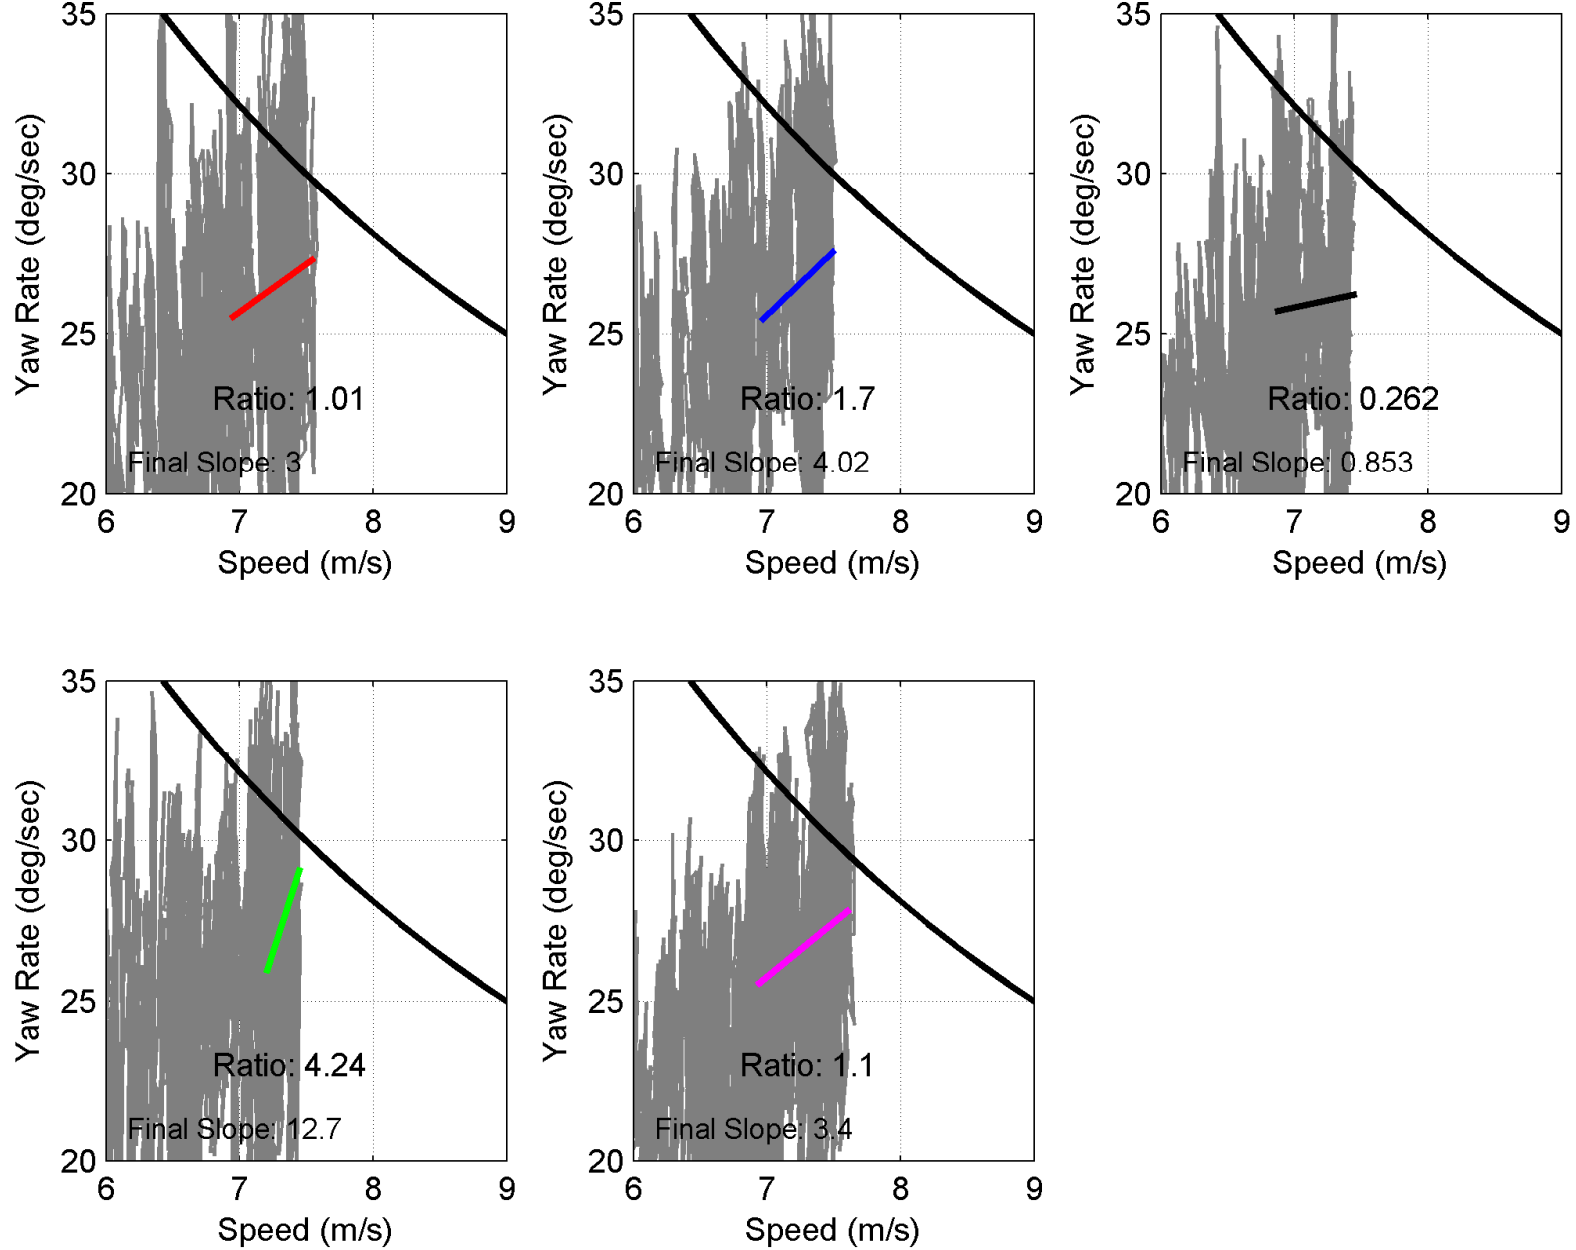 35
30
25
20
Yaw Rate (deg/sec)
Ratio: 1.01
Final Slope: 3
6 7 8 9
Speed (m/s)
35
30
25
20
Yaw Rate (deg/sec)
Ratio: 1.7
Final Slope: 4.02
6 7 8 9
Speed (m/s)
35
30
25
20
Yaw Rate (deg/sec)
Ratio: 0.262
Final Slope: 0.853
6 7 8 9
Speed (m/s)
35
30
25
20
Yaw Rate (deg/sec)
Ratio: 4.24
Final Slope: 12.7
6 7 8 9
Speed (m/s)
35
30
25
20
Yaw Rate (deg/sec)
Ratio: 1.1
Final Slope: 3.4
6 7 8 9
Speed (m/s)